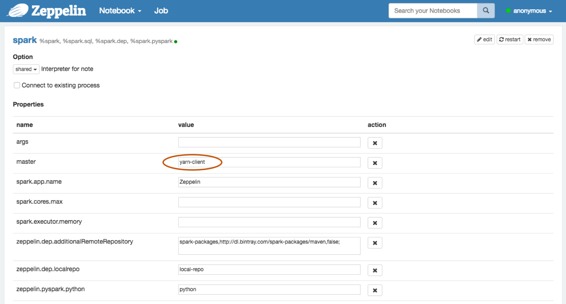 Zeppelin Notebook Job Search your Notebooks anonymous
spark %spark, %spark.sql, %spark.dep, %spark.pyspark edit restart remove
Option
shared Interpreter for note
Connect to existing process
Properties
name value action
args
master yarn-client
spark.app.name Zeppelin
spark.cores.max
spark.executor.memory
zeppelin.dep.additionalRemoteRepository spark-packages,http://dl.bintray.com/spark-packages/maven,false;
zeppelin.dep.localrepo local-repo
zeppelin.pyspark.python python